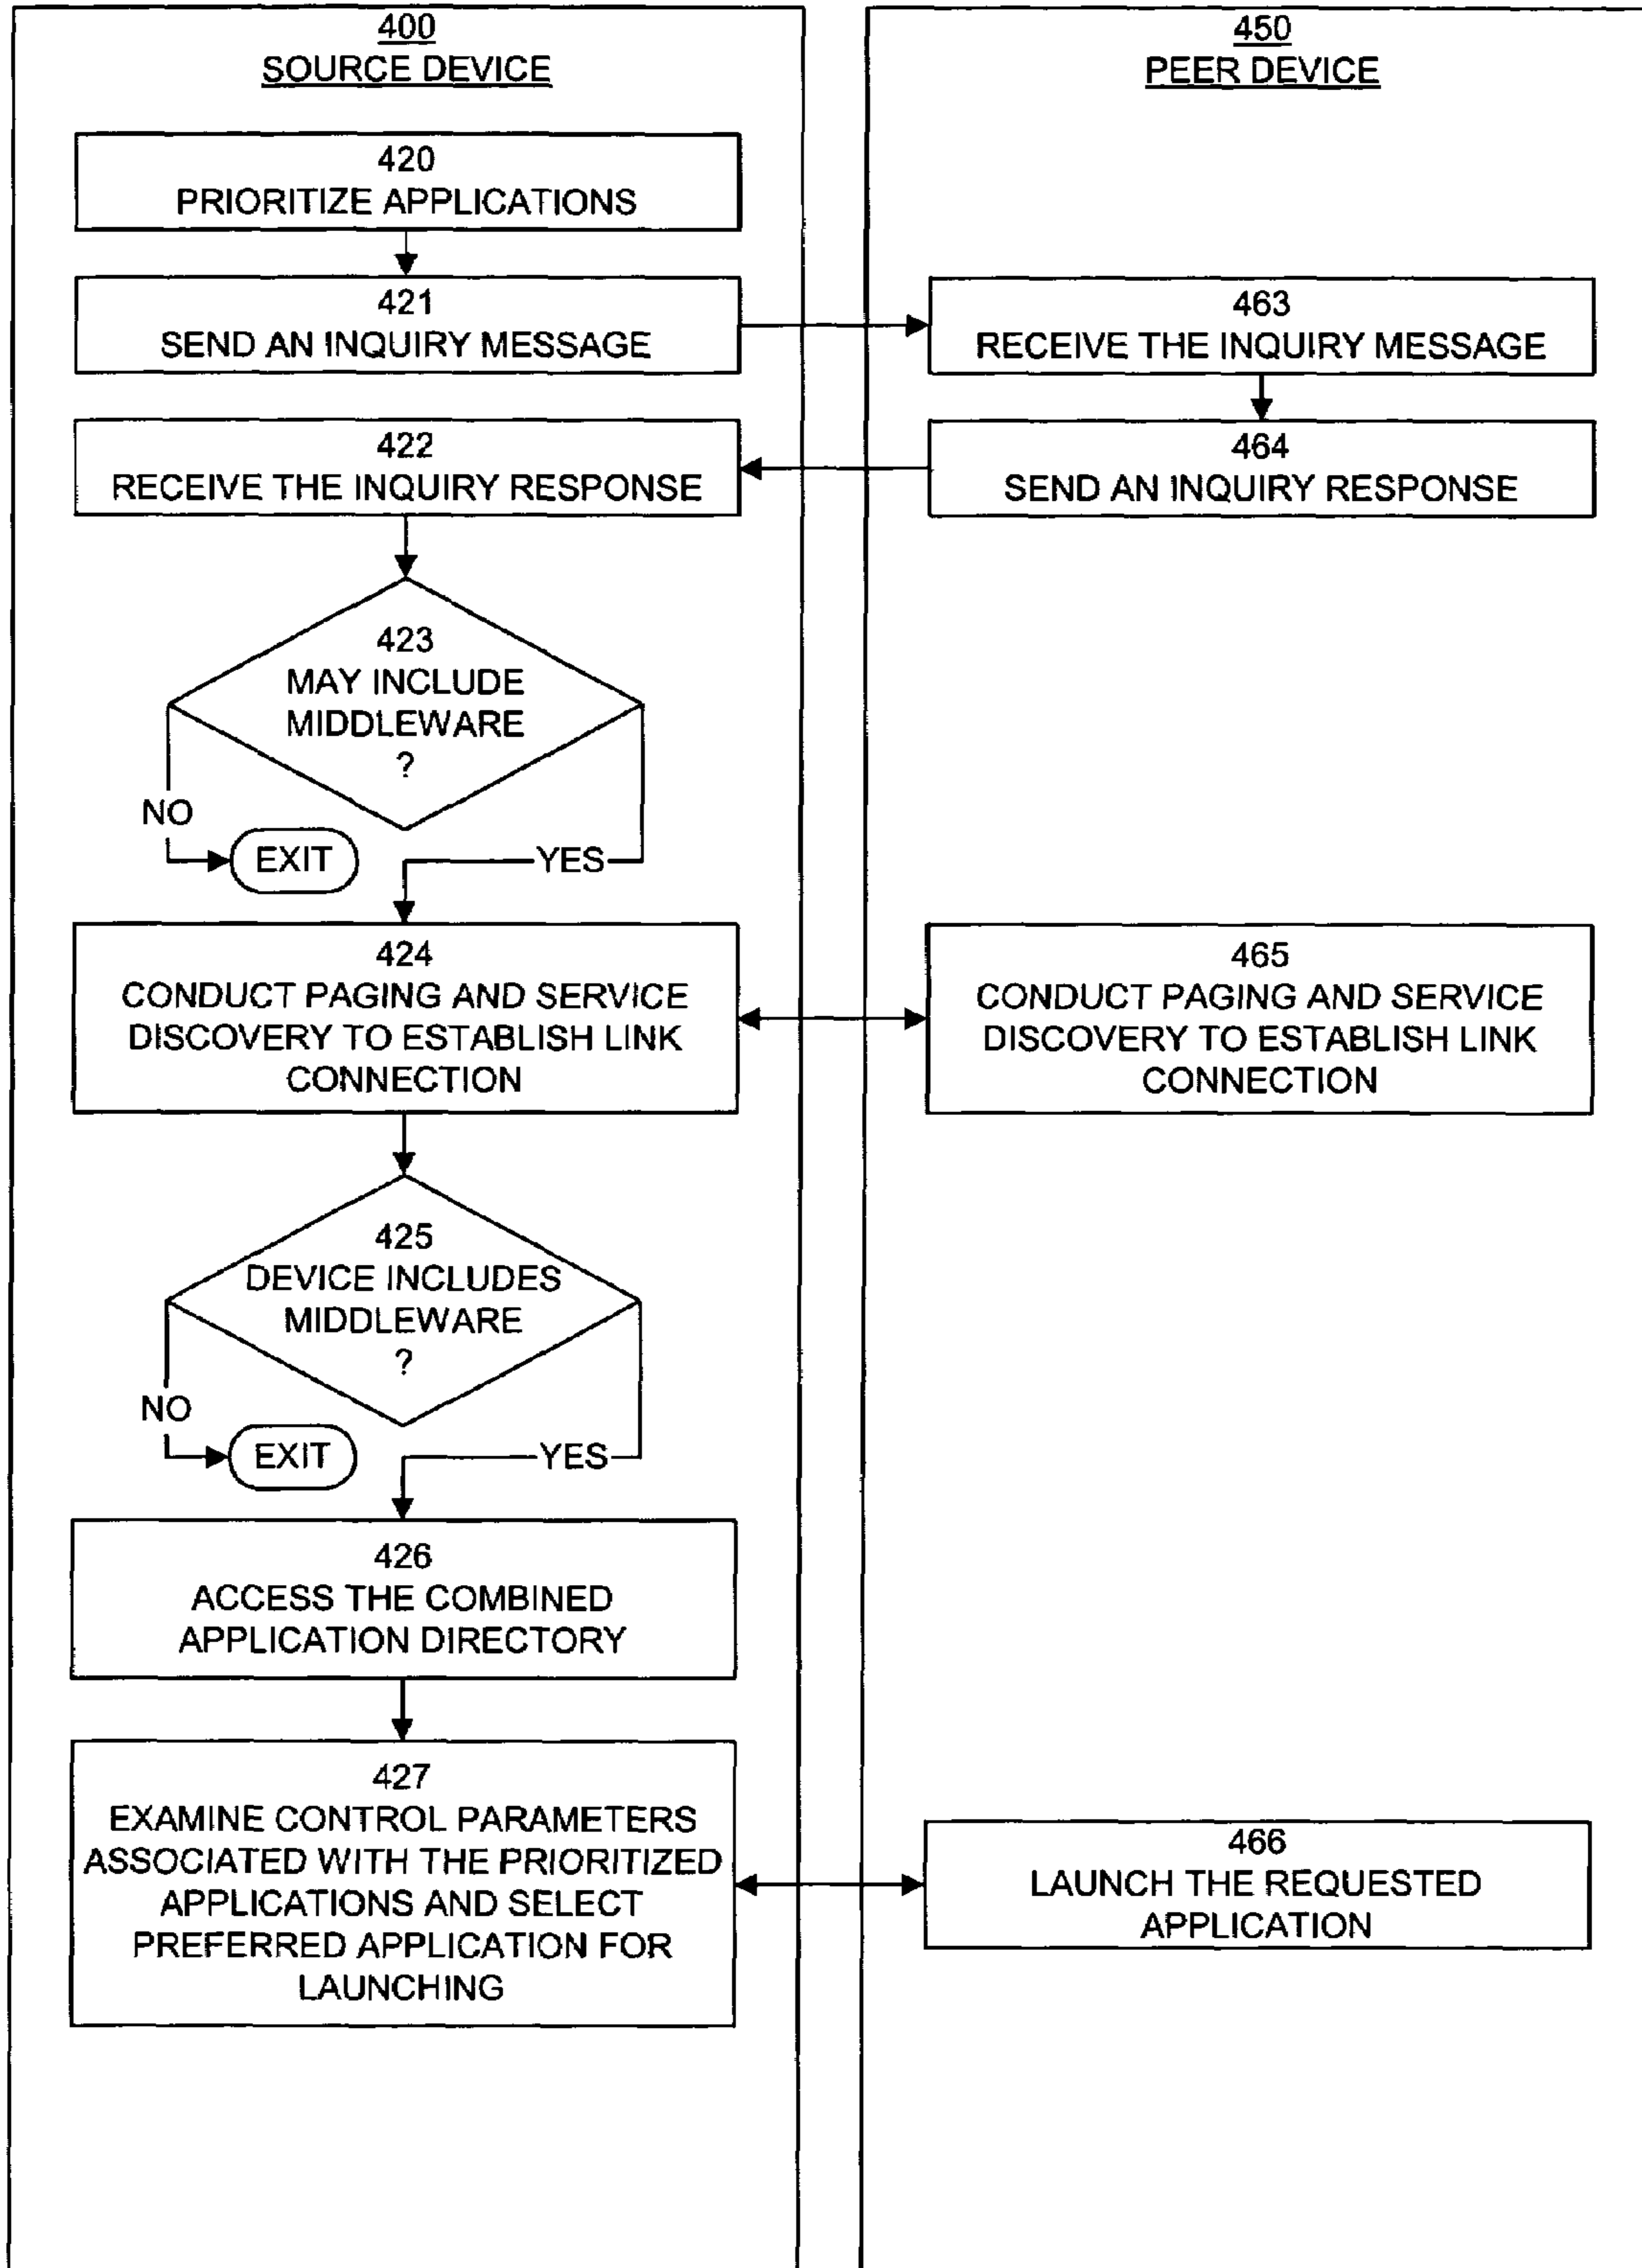 400
SOURCE DEVICE
450
PEER DEVICE
420
PRIORITIZE APPLICATIONS
421
SEND AN INQUIRY MESSAGE
463
RECEIVE THE INQUIRY MESSAGE
422
RECEIVE THE INQUIRY RESPONSE
464
SEND AN INQUIRY RESPONSE
423
MAY INCLUDE
MIDDLEWARE
?
NO
EXIT
YES
424
CONDUCT PAGING AND SERVICE
DISCOVERY TO ESTABLISH LINK
CONNECTION
465
CONDUCT PAGING AND SERVICE
DISCOVERY TO ESTABLISH LINK
CONNECTION
425
DEVICE INCLUDES
MIDDLEWARE
?
NO
EXIT
YES
426
ACCESS THE COMBINED
APPLICATION DIRECTORY
427
EXAMINE CONTROL PARAMETERS
ASSOCIATED WITH THE PRIORITIZED
APPLICATIONS AND SELECT
PREFERRED APPLICATION FOR
LAUNCHING
466
LAUNCH THE REQUESTED
APPLICATION